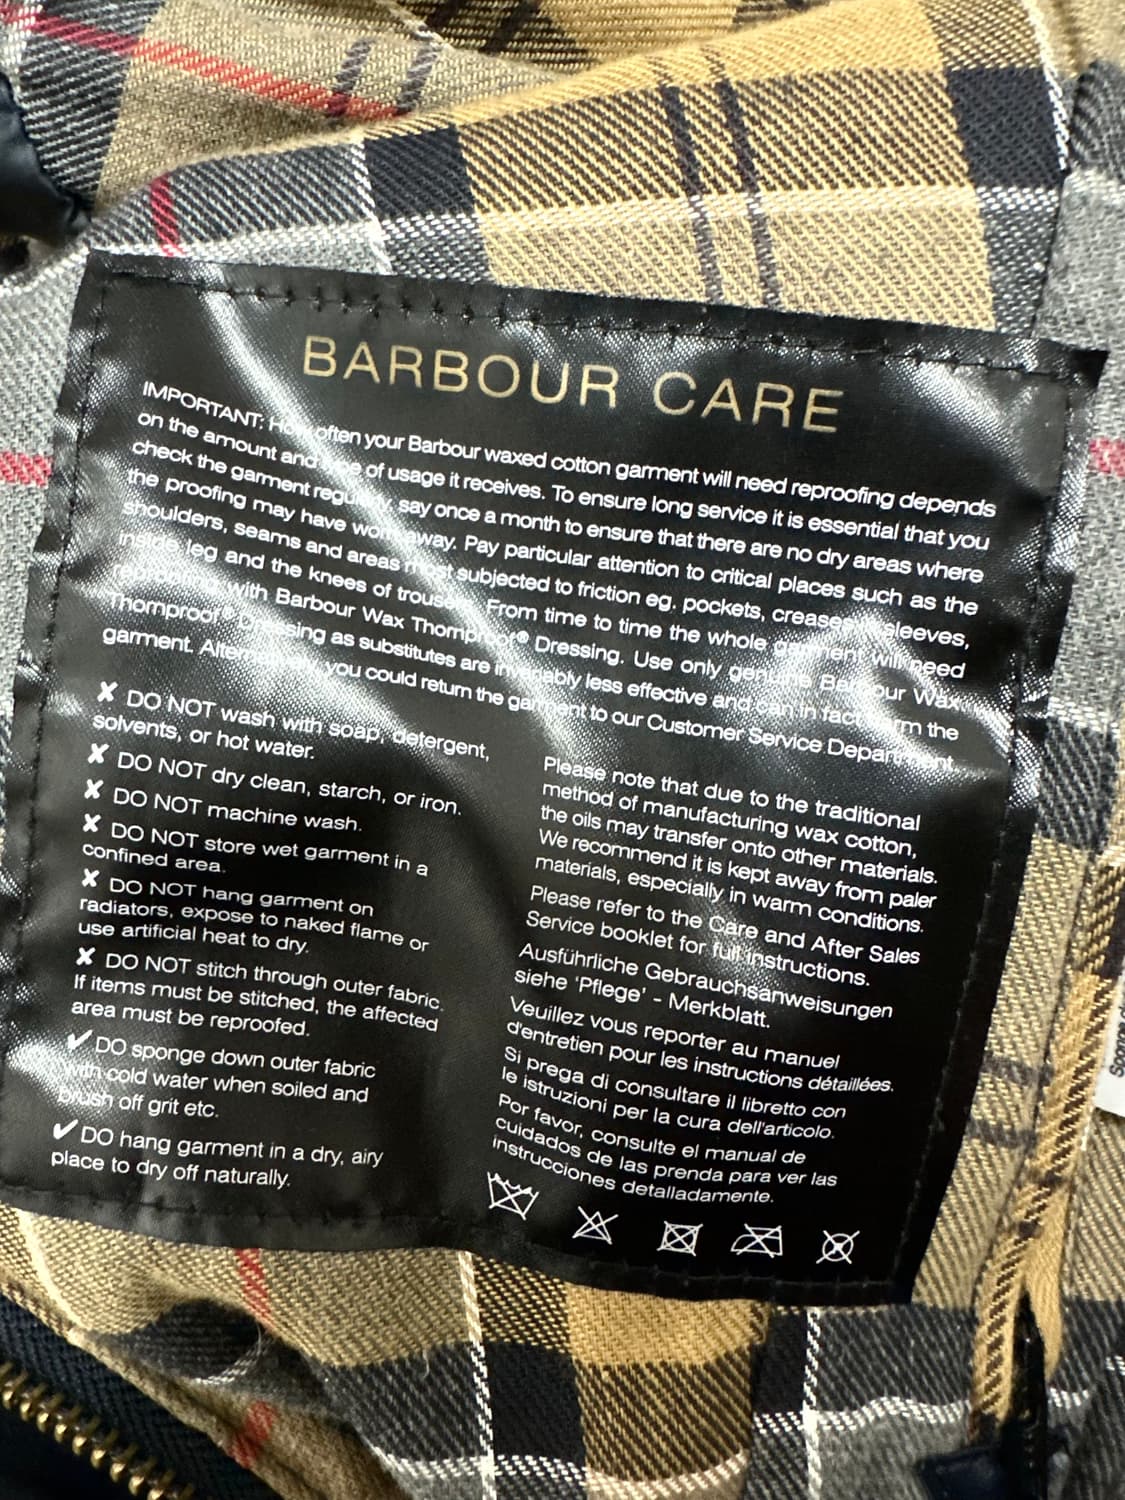 BARBOUR CARE
IMPORTANT: How often your Barbour waxed cotton garment will need reproofing depends
on the amount and type of usage it receives. To ensure long service it is essential that you
check the garment regularly, say once a month to ensure that there are no dry areas where
the proofing may have worn away. Pay particular attention to critical places such as the
shoulders, seams and areas most subjected to friction eg. pockets, creases, sleeves,
inside leg and the knees of trousers. From time to time the whole garment will need
with Barbour Wax Thornproof® Dressing. Use only genuine Barbour Wax
Thornproof® Dressing as substitutes are invariably less effective and can in fact harm the
garment. Alternatively you could return the garment to our Customer Service Department.
✘ DO NOT wash with soap, detergent,
solvents, or hot water.
✘ DO NOT dry clean, starch, or iron.
✘ DO NOT machine wash.
✘ DO NOT store wet garment in a
confined area.
✘ DO NOT hang garment on
radiators, expose to naked flame or
use artificial heat to dry.
✘ DO NOT stitch through outer fabric.
If items must be stitched, the affected
area must be reproofed.
✔ DO sponge down outer fabric
with cold water when soiled and
brush off grit etc.
✔ DO hang garment in a dry, airy
place to dry off naturally.
Please note that due to the traditional
method of manufacturing wax cotton,
the oils may transfer onto other materials.
We recommend it is kept away from paler
materials, especially in warm conditions.
Please refer to the Care and After Sales
Service booklet for full instructions.
Ausführliche Gebrauchsanweisungen
siehe 'Pflege' - Merkblatt.
Veuillez vous reporter au manuel
d'entretien pour les instructions détaillées.
Si prega di consultare il libretto con
le istruzioni per la cura dell'articolo.
Por favor, consulte el manual de
cuidados de las prenda para ver las
instrucciones detalladamente.